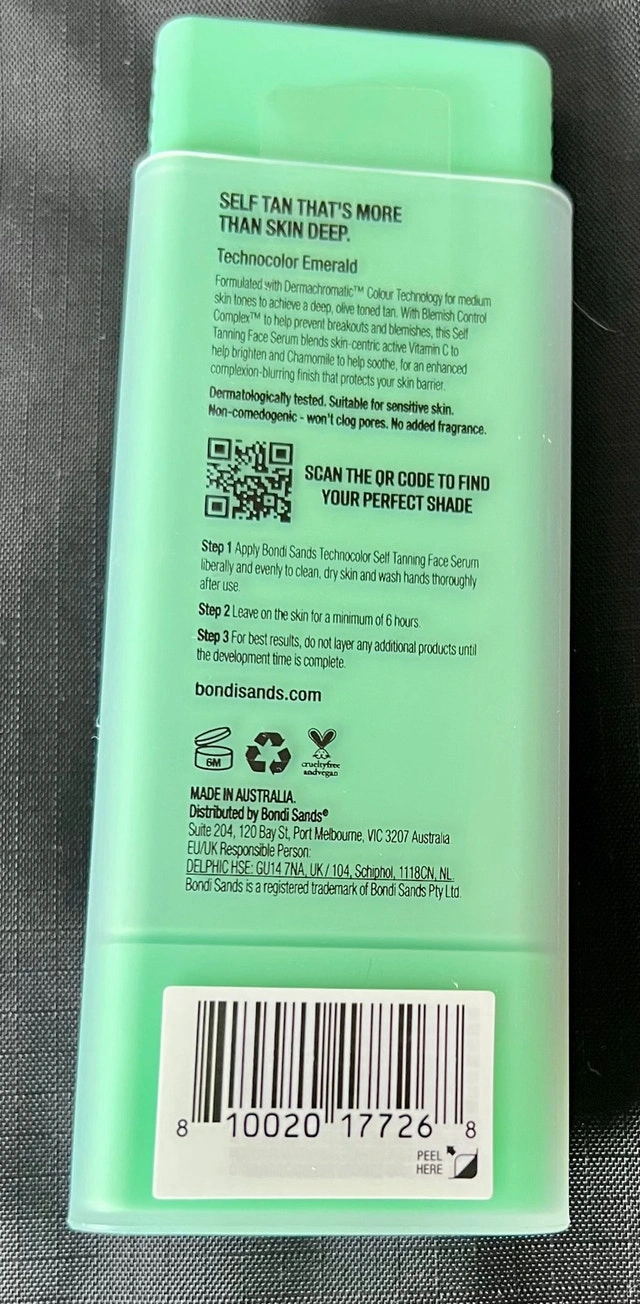 SELF TAN THAT'S MORE
THAN SKIN DEEP.
Technocolor Emerald
Formulated with Dermachromatic™ Colour Technology for medium
skin tones to achieve a deep, olive toned tan. With Blemish Control
Complex™ to help prevent breakouts and blemishes, this Self
Tanning Face Serum blends skin-centric active Vitamin C to
help brighten and Chamomile to help soothe, for an enhanced
complexion-blurring finish that protects your skin barrier.
Dermatologically tested. Suitable for sensitive skin.
Non-comedogenic - won't clog pores. No added fragrance.
SCAN THE QR CODE TO FIND
YOUR PERFECT SHADE
Step 1 Apply Bondi Sands Technocolor Self Tanning Face Serum
liberally and evenly to clean, dry skin and wash hands thoroughly
after use.
Step 2 Leave on the skin for a minimum of 6 hours.
Step 3 For best results, do not layer any additional products until
the development time is complete.
bondisands.com
6M
crueltyfree
andvegan
MADE IN AUSTRALIA.
Distributed by Bondi Sands®
Suite 204, 120 Bay St, Port Melbourne, VIC 3207 Australia
EU/UK Responsible Person:
DELPHIC HSE: GU14 7NA, UK / 104, Schiphol, 1118CN, NL.
Bondi Sands is a registered trademark of Bondi Sands Pty Ltd.
8 10020 17726 8
PEEL
HERE